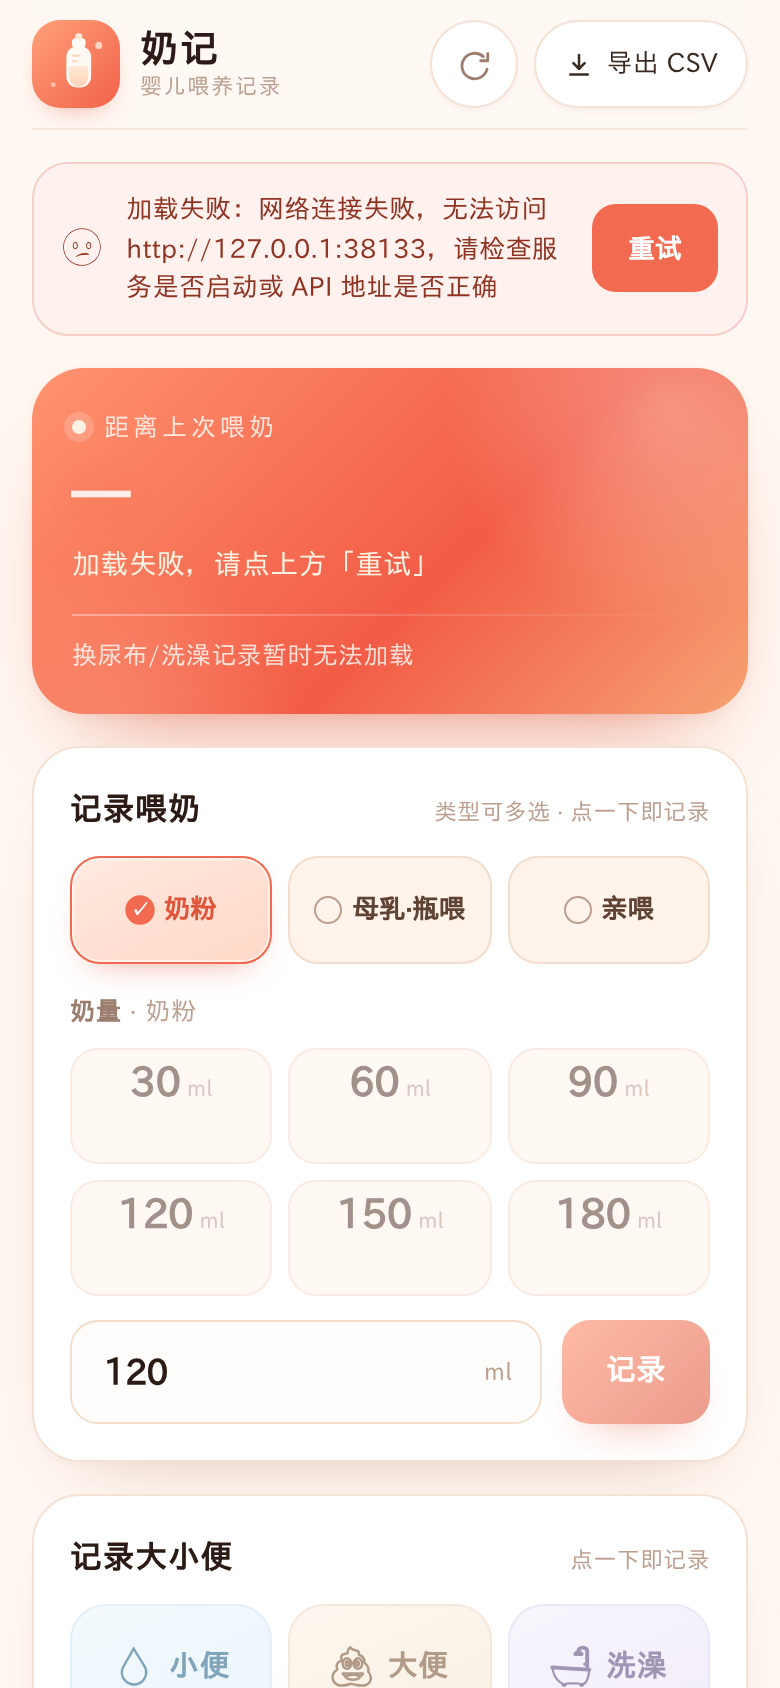 奶记
婴儿喂养记录
导出 CSV
加载失败：网络连接失败，无法访问
http://127.0.0.1:38133，请检查服
务是否启动或 API 地址是否正确
重试
距离上次喂奶
—
加载失败，请点上方「重试」
换尿布/洗澡记录暂时无法加载
记录喂奶
类型可多选 · 点一下即记录
奶粉
母乳·瓶喂
亲喂
奶量 · 奶粉
30 ml
60 ml
90 ml
120 ml
150 ml
180 ml
120 ml
记录
记录大小便
点一下即记录
小便
大便
洗澡